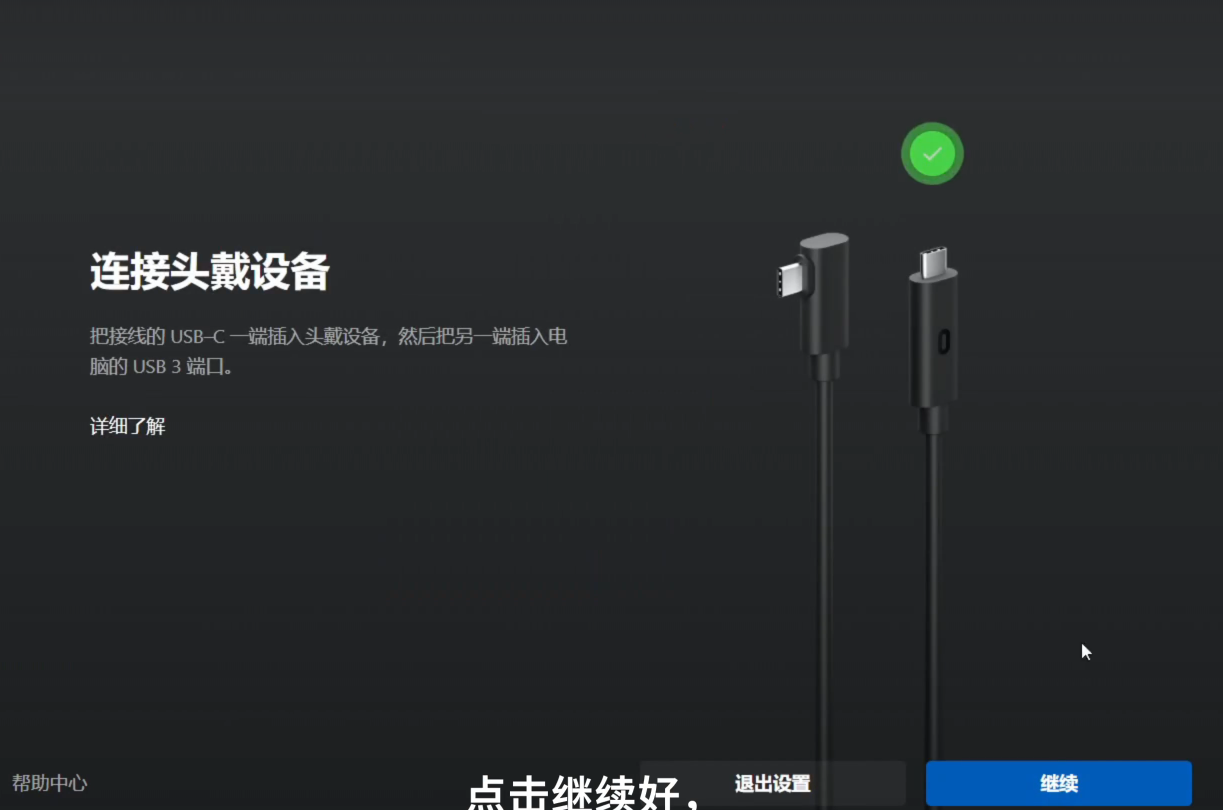 连接头戴设备
把接线的 USB-C 一端插入头戴设备，然后把另一端插入电
脑的 USB 3 端口。
详细了解
帮助中心
点击继续好，
退出设置
继续